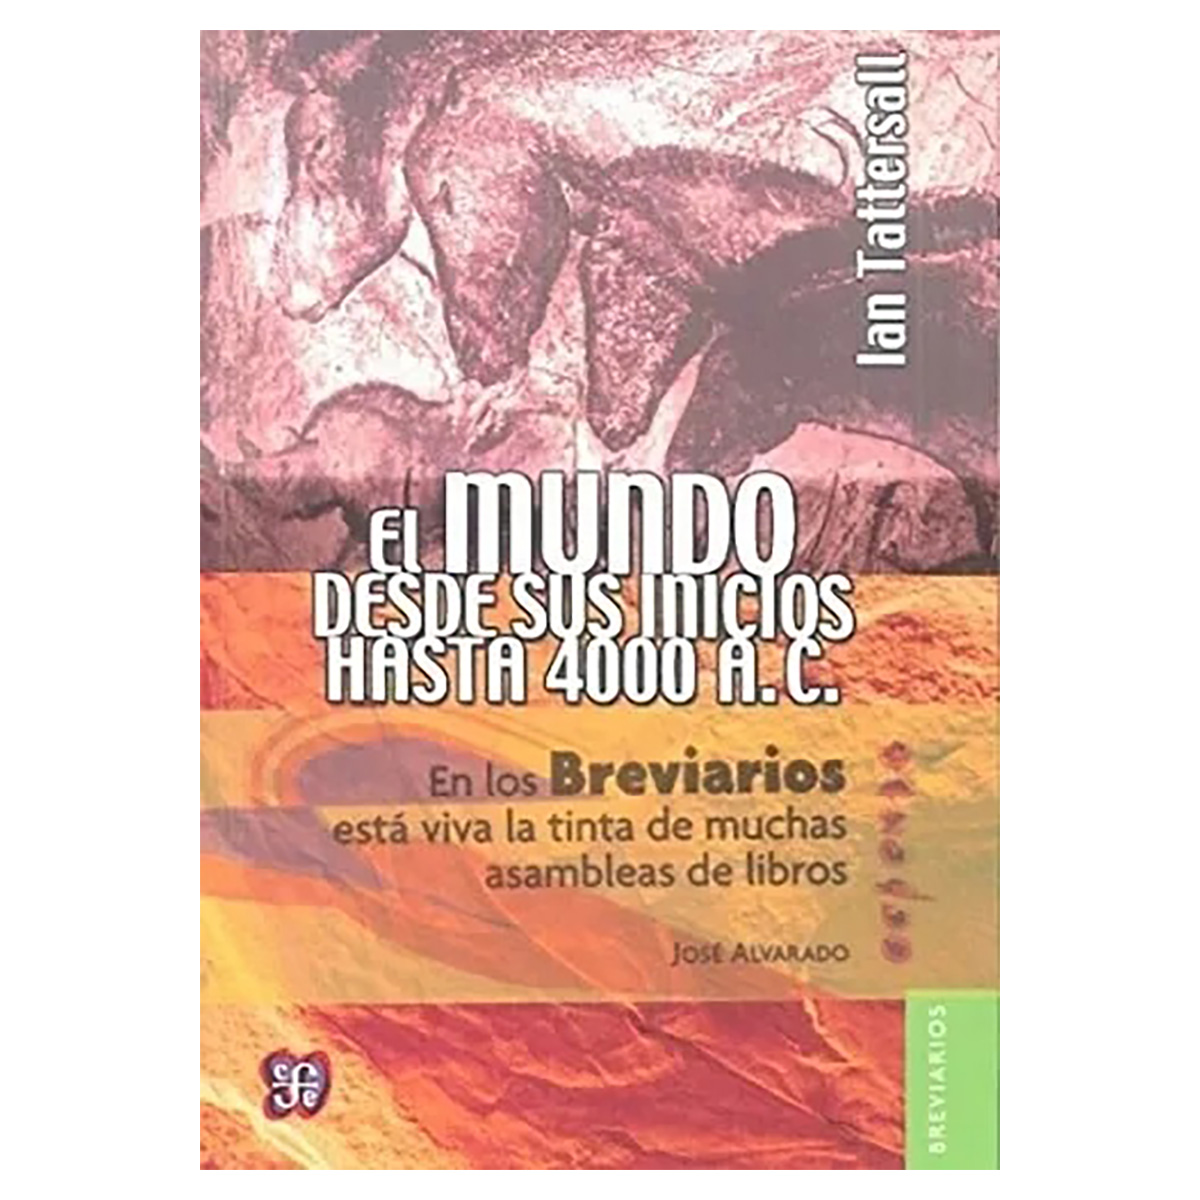 Ian Tattersall
El MUNDO
DESDE SUS INICIOS
HASTA 4000 A.C.
En los Breviarios
está viva la tinta de muchas
asambleas de libros
JOSÉ ALVARADO
BREVIARIOS
cfe